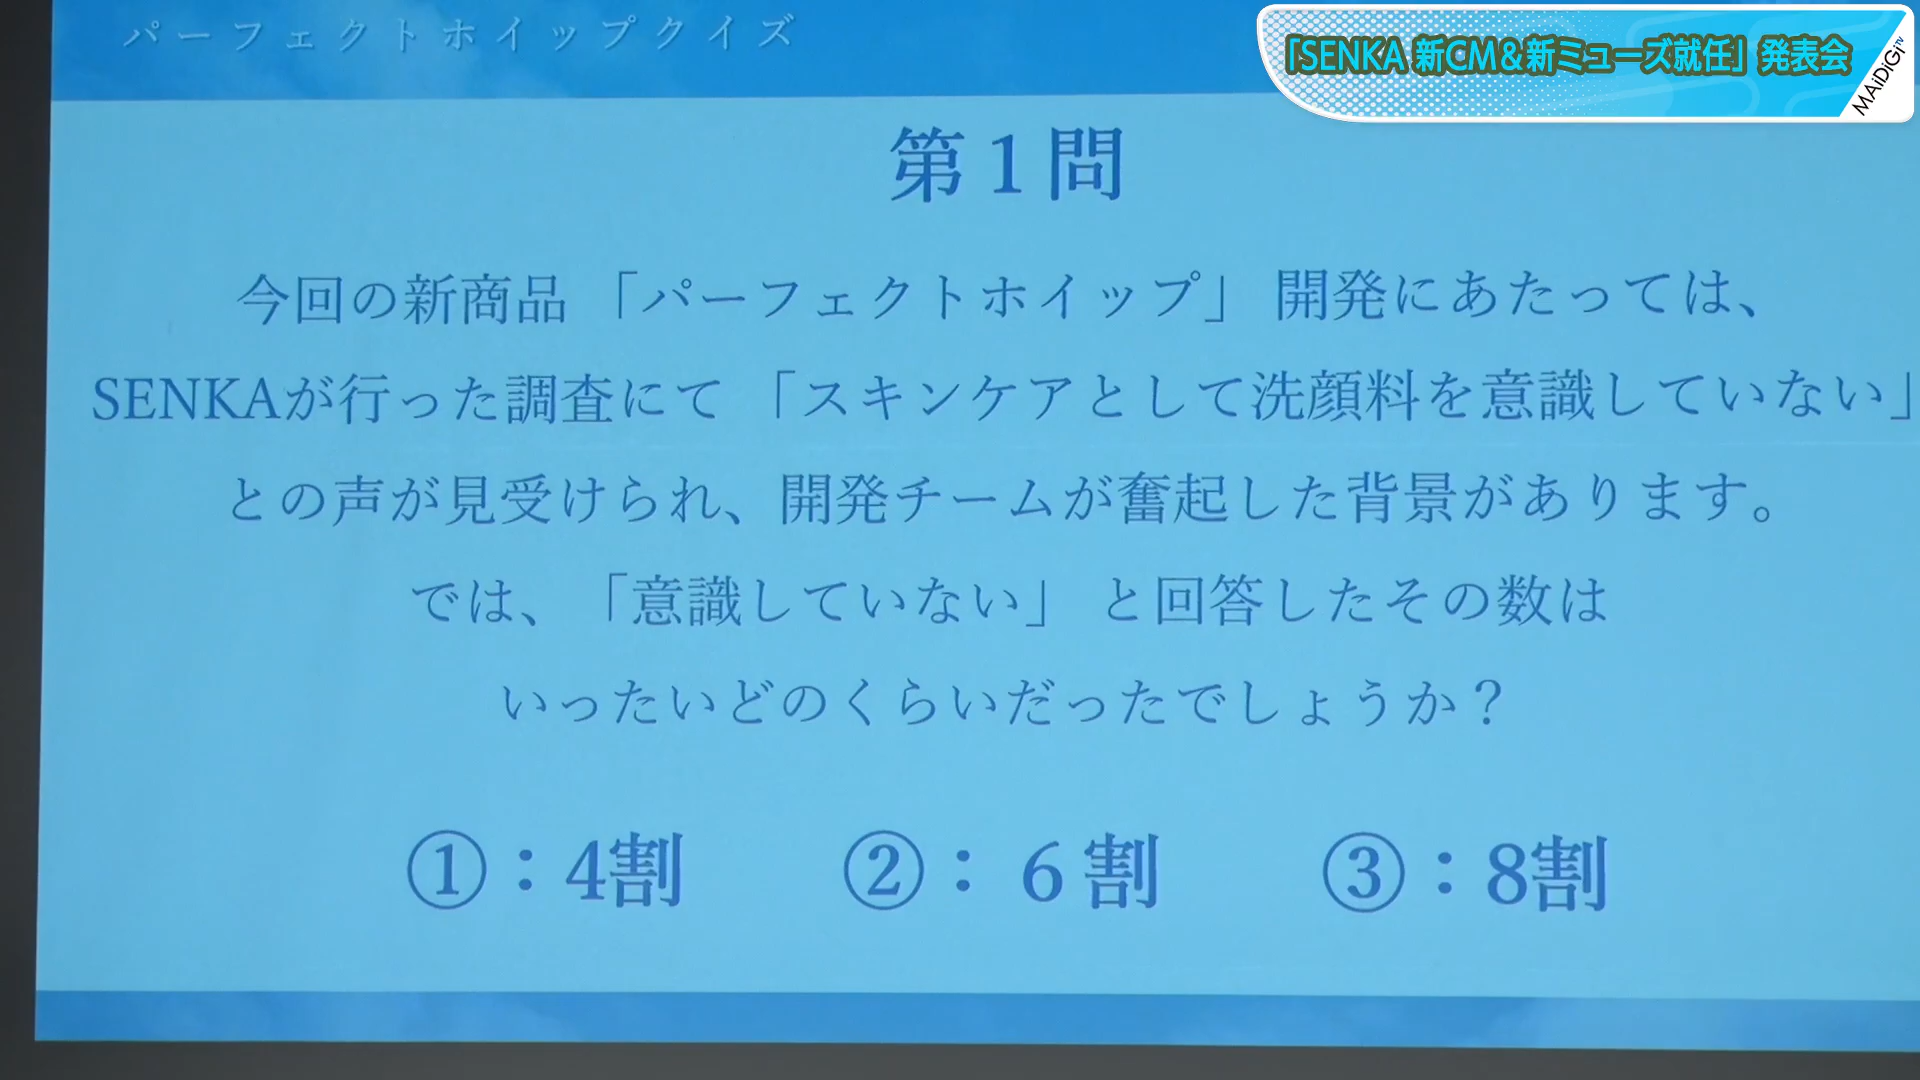 パーフェクトホイップクイズ
「SENKA 新CM&新ミューズ就任」発表会
MAiDiGiTV
第1問
今回の新商品「パーフェクトホイップ」開発にあたっては、
SENKAが行った調査にて「スキンケアとして洗顔料を意識していない」
との声が見受けられ、開発チームが奮起した背景があります。
では、「意識していない」と回答したその数は
いったいどのくらいだったでしょうか？
①：4割 ②：6割 ③：8割